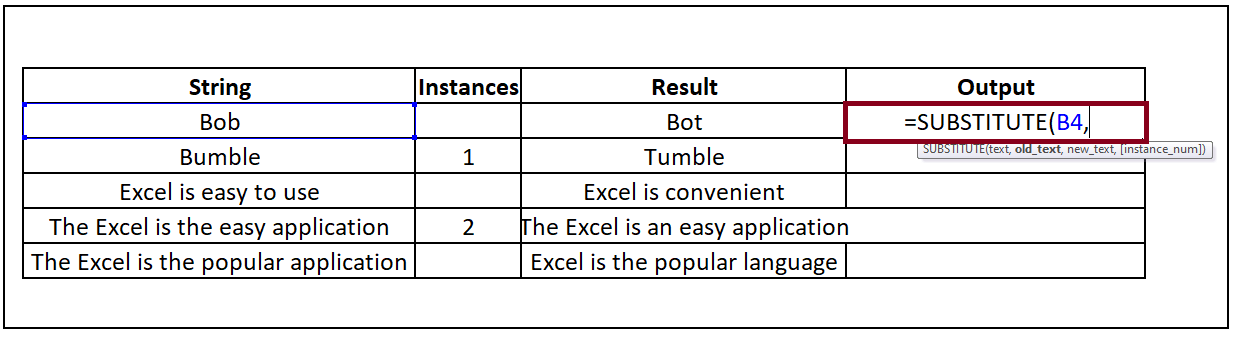 String Instances Result Output
Bob Bot =SUBSTITUTE(B4,
SUBSTITUTE(text, old_text, new_text, [instance_num])
Bumble 1 Tumble
Excel is easy to use Excel is convenient
The Excel is the easy application 2 The Excel is an easy application
The Excel is the popular application Excel is the popular language